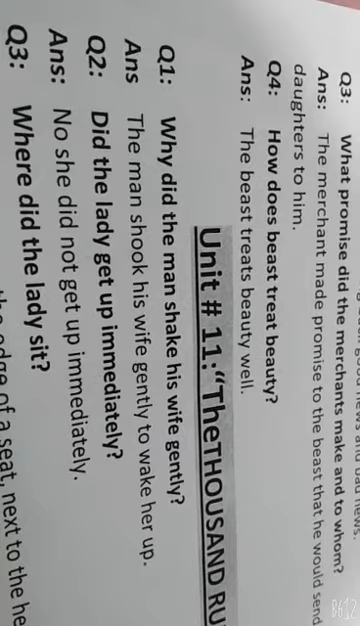 and bad news.
Q3: What promise did the merchants make and to whom?
Ans: The merchant made promise to the beast that he would send
daughters to him.
Q4: How does beast treat beauty?
Ans: The beast treats beauty well.
Unit # 11:“TheTHOUSAND RU
Q1: Why did the man shake his wife gently?
Ans The man shook his wife gently to wake her up.
Q2: Did the lady get up immediately?
Ans: No she did not get up immediately.
Q3: Where did the lady sit?
edge of a seat, next to the he
B612